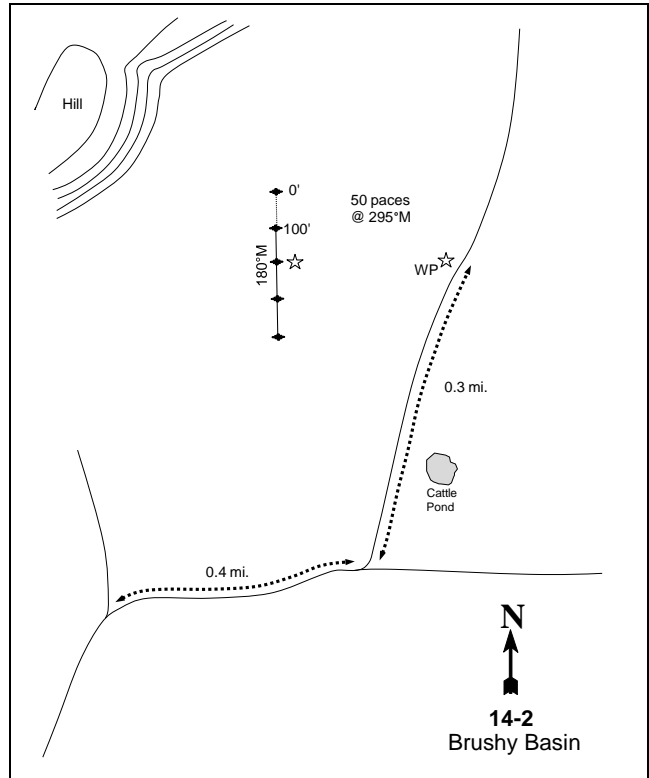 Hill
0'
50 paces
@ 295°M
100'
180°M
WP
0.3 mi.
Cattle
Pond
0.4 mi.
N
14-2
Brushy Basin